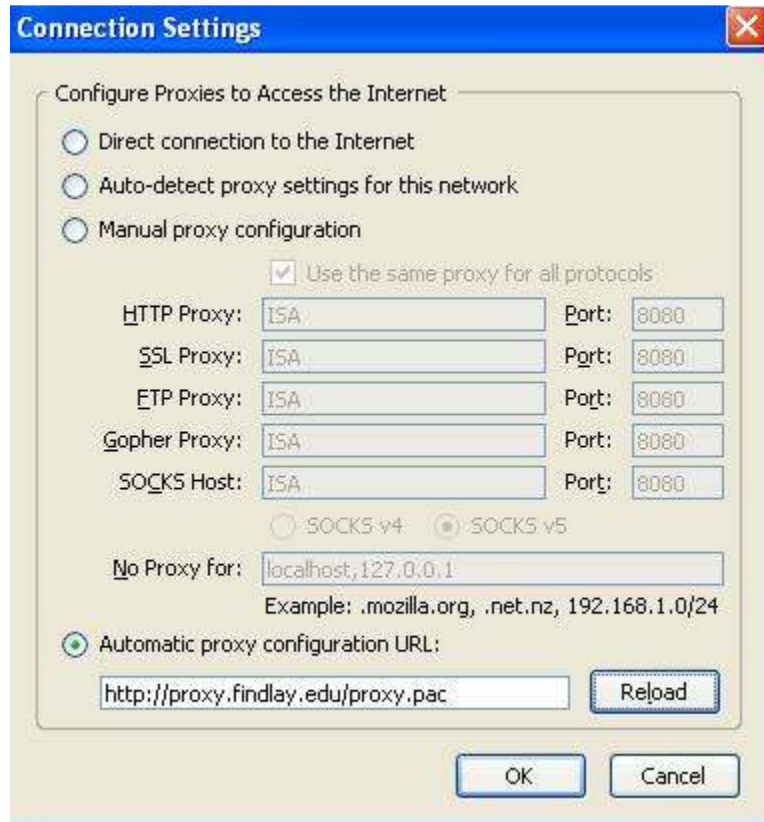 Connection Settings
Configure Proxies to Access the Internet
Direct connection to the Internet
Auto-detect proxy settings for this network
Manual proxy configuration
Use the same proxy for all protocols
HTTP Proxy: ISA Port: 8080
SSL Proxy: ISA Port: 8080
FTP Proxy: ISA Port: 8080
Gopher Proxy: ISA Port: 8080
SOCKS Host: ISA Port: 8080
SOCKS v4 SOCKS v5
No Proxy for: localhost,127.0.0.1
Example: .mozilla.org, .net.nz, 192.168.1.0/24
Automatic proxy configuration URL:
http://proxy.findlay.edu/proxy.pac Reload
OK Cancel